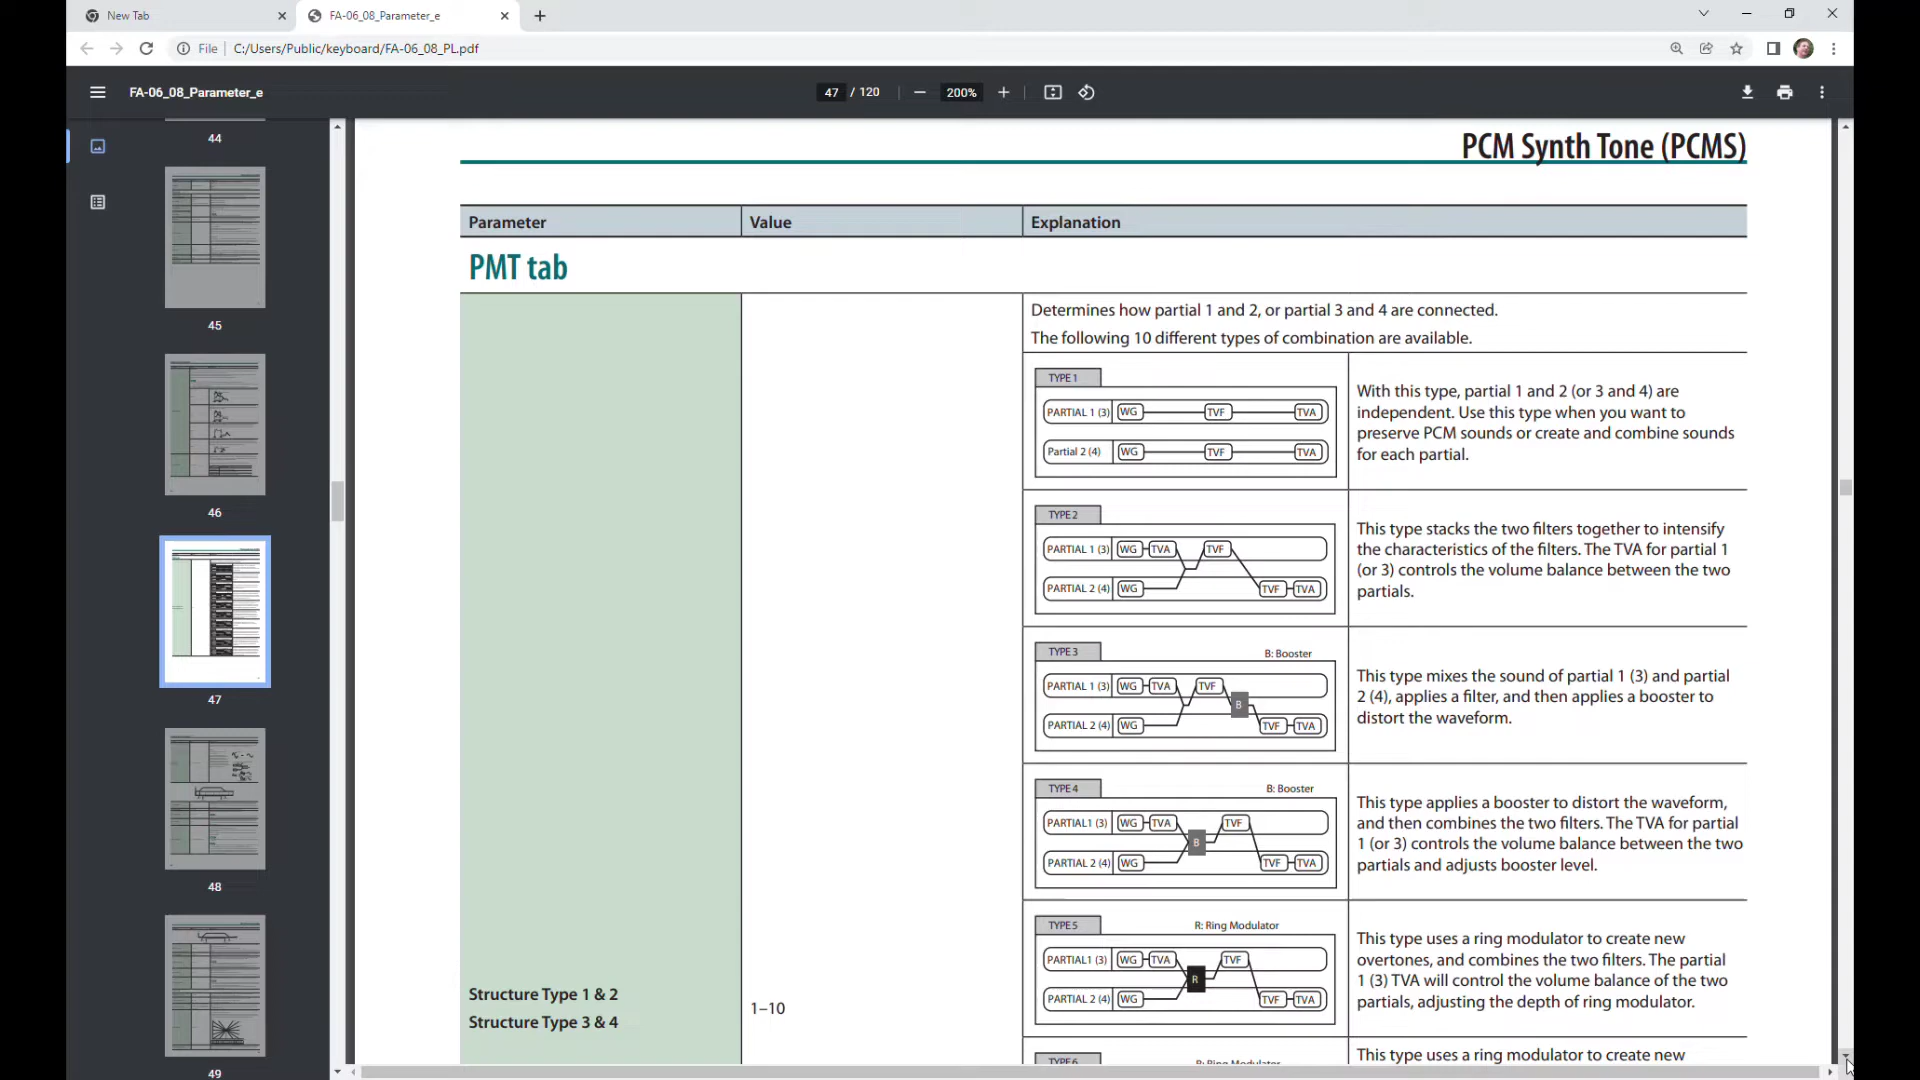 New Tab
FA-06_08_Parameter_e
File
C:/Users/Public/keyboard/FA-06_08_PL.pdf
FA-06_08_Parameter_e
47 / 120
200%
44
45
46
47
48
49
PCM Synth Tone (PCMS)
Parameter Value Explanation
PMT tab
Determines how partial 1 and 2, or partial 3 and 4 are connected.
The following 10 different types of combination are available.
TYPE1
PARTIAL 1 (3) WG TVF TVA
Partial 2 (4) WG TVF TVA
With this type, partial 1 and 2 (or 3 and 4) are
independent. Use this type when you want to
preserve PCM sounds or create and combine sounds
for each partial.
TYPE2
PARTIAL 1 (3) WG TVA TVF
PARTIAL 2 (4) WG TVF TVA
This type stacks the two filters together to intensify
the characteristics of the filters. The TVA for partial 1
(or 3) controls the volume balance between the two
partials.
TYPE3 B: Booster
PARTIAL 1 (3) WG TVA TVF
B
PARTIAL 2 (4) WG TVF TVA
This type mixes the sound of partial 1 (3) and partial
2 (4), applies a filter, and then applies a booster to
distort the waveform.
TYPE4 B: Booster
PARTIAL1 (3) WG TVA TVF
B
PARTIAL 2 (4) WG TVF TVA
This type applies a booster to distort the waveform,
and then combines the two filters. The TVA for partial
1 (or 3) controls the volume balance between the two
partials and adjusts booster level.
TYPE5 R: Ring Modulator
PARTIAL1 (3) WG TVA TVF
R
PARTIAL 2 (4) WG TVF TVA
This type uses a ring modulator to create new
overtones, and combines the two filters. The partial
1 (3) TVA will control the volume balance of the two
partials, adjusting the depth of ring modulator.
Structure Type 1 & 2
Structure Type 3 & 4
1–10
TYPE6 R: Ring Modulator
This type uses a ring modulator to create new